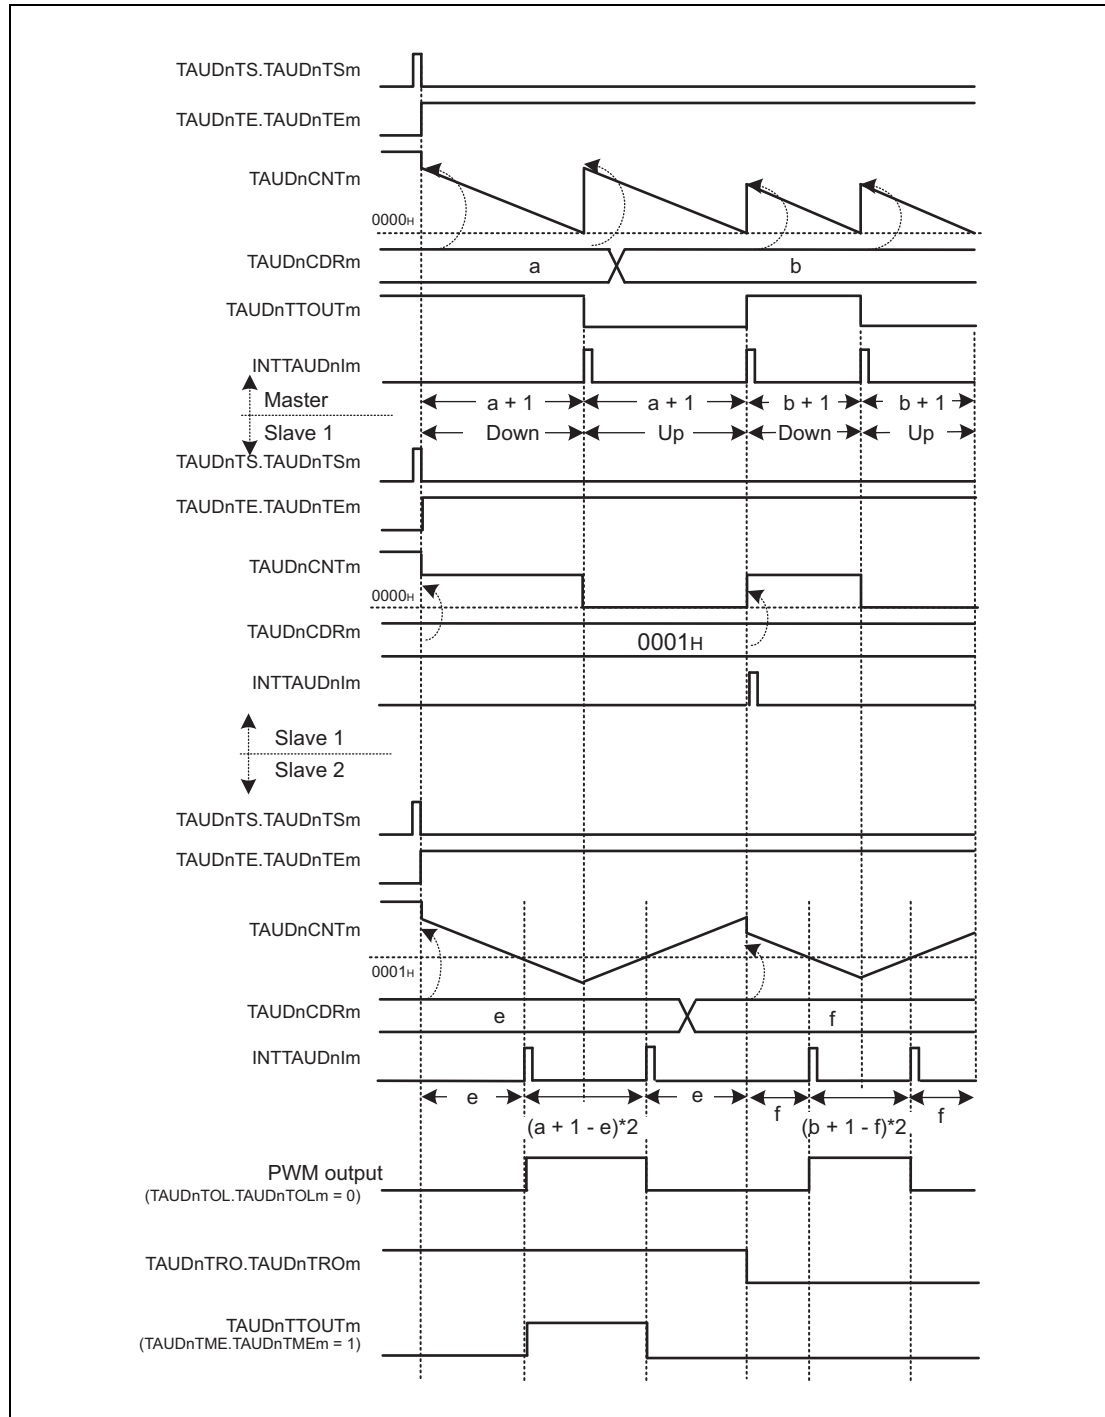 TAUDnTS.TAUDnTSm
TAUDnTE.TAUDnTEm
TAUDnCNTm
0000H
TAUDnCDRm
a
b
TAUDnTTOUTm
INTTAUDnIm
Master
a + 1
a + 1
b + 1
b + 1
Slave 1
Down
Up
Down
Up
TAUDnTS.TAUDnTSm
TAUDnTE.TAUDnTEm
TAUDnCNTm
0000H
TAUDnCDRm
0001H
INTTAUDnIm
Slave 1
Slave 2
TAUDnTS.TAUDnTSm
TAUDnTE.TAUDnTEm
TAUDnCNTm
0001H
TAUDnCDRm
e
f
INTTAUDnIm
e
e
f
f
(a + 1 - e)*2
(b + 1 - f)*2
PWM output
(TAUDnTOL.TAUDnTOLm = 0)
TAUDnTRO.TAUDnTROm
TAUDnTTOUTm
(TAUDnTME.TAUDnTMEm = 1)